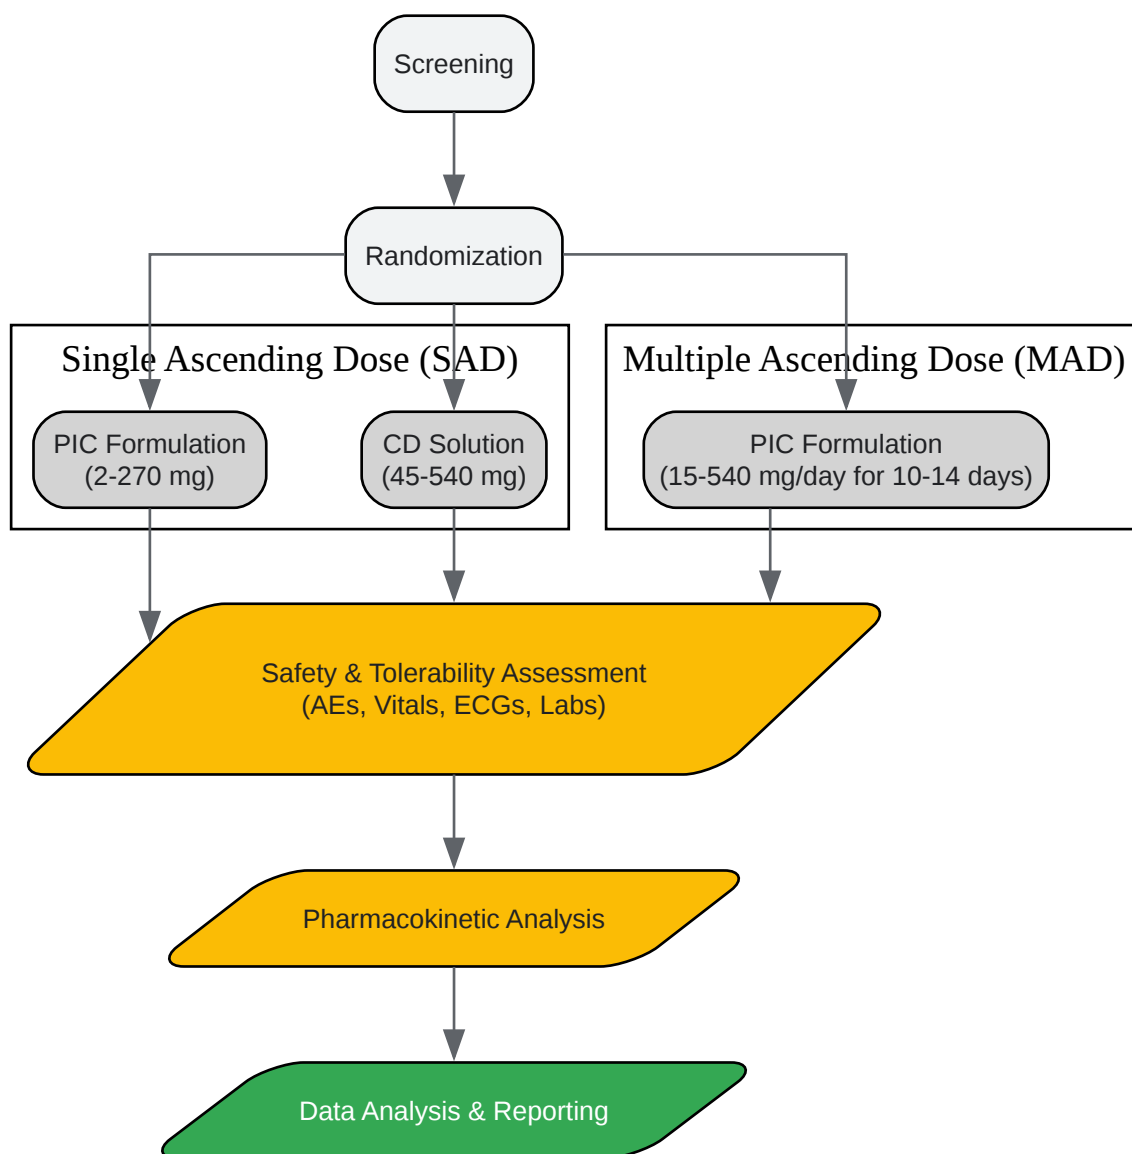 Screening
Randomization
Single Ascending Dose (SAD)
PIC Formulation
(2-270 mg)
CD Solution
(45-540 mg)
Multiple Ascending Dose (MAD)
PIC Formulation
(15-540 mg/day for 10-14 days)
Safety & Tolerability Assessment
(AEs, Vitals, ECGs, Labs)
Pharmacokinetic Analysis
Data Analysis & Reporting